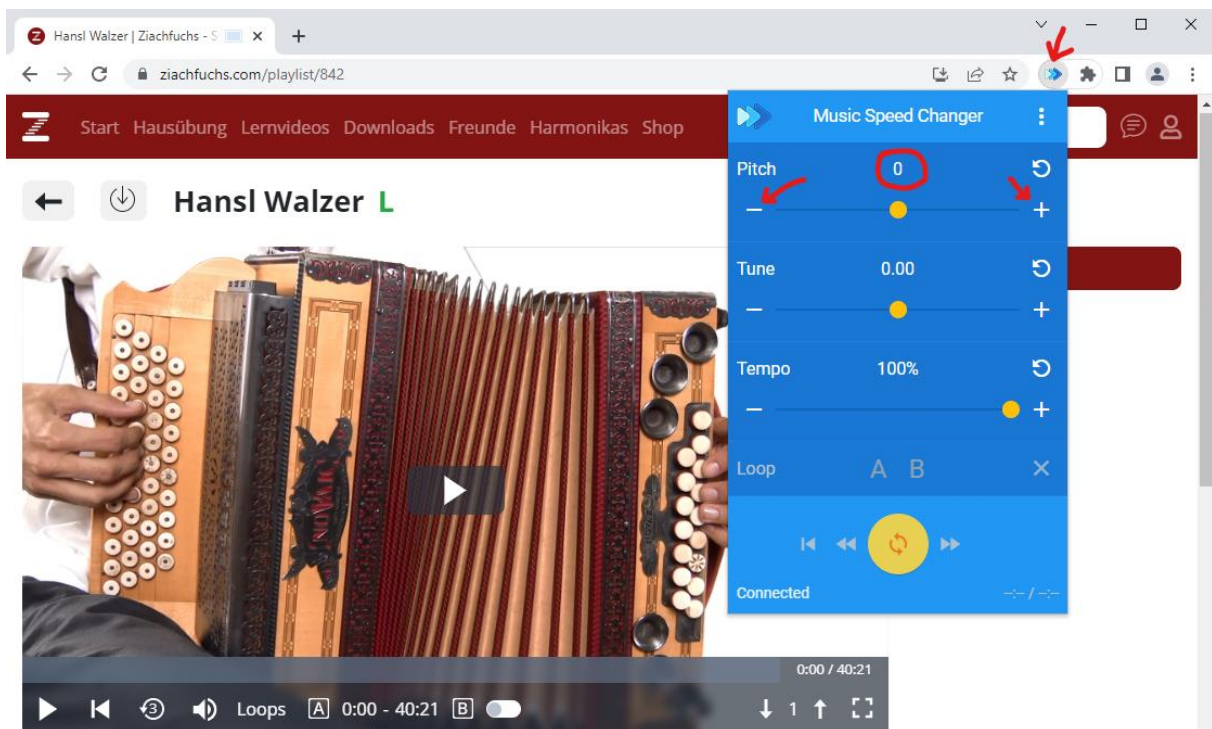 Hansl Walzer | Ziachfuchs - S
ziachfuchs.com/playlist/842
Start Hausübung Lernvideos Downloads Freunde Harmonikas Shop
Hansl Walzer L
Music Speed Changer
Pitch 0
− +
Tune 0.00
− +
Tempo 100%
− +
Loop A B ×
Connected --:-- / --:--
0:00 / 40:21
3 Loops A 0:00 - 40:21 B 1